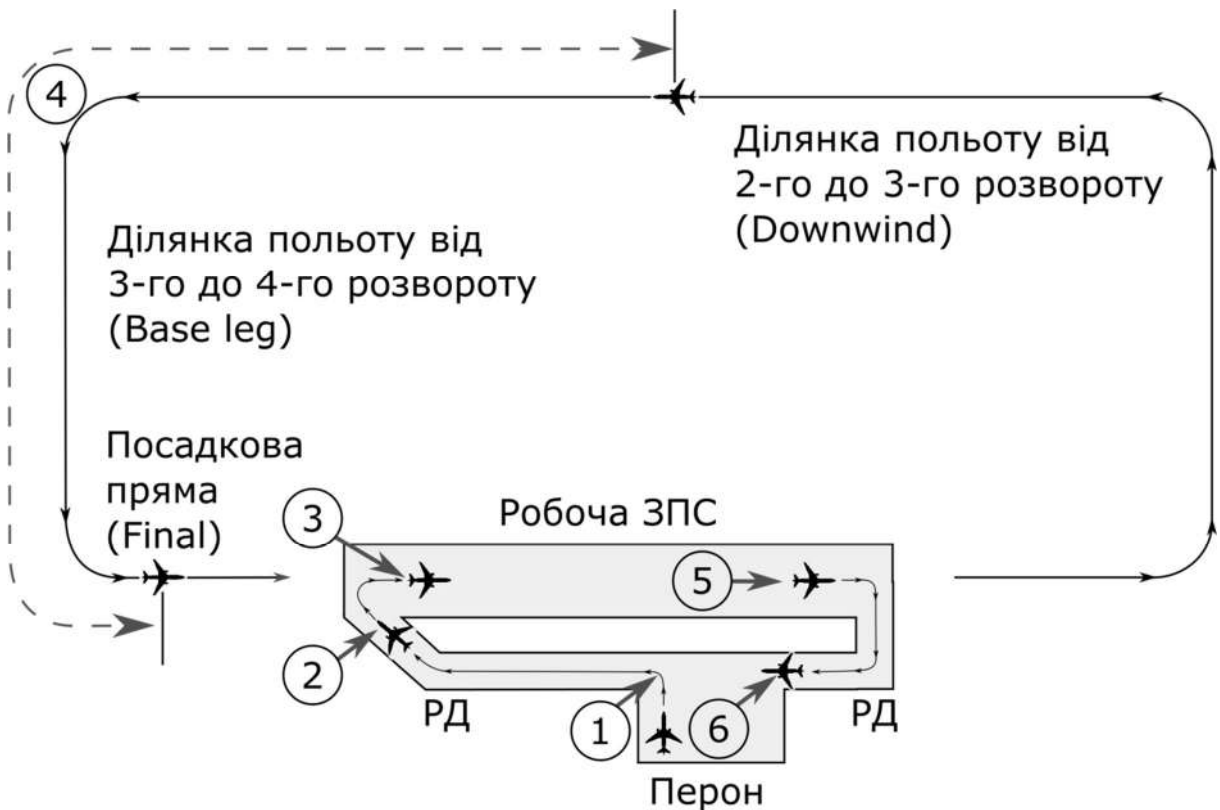 4
Ділянка польоту від
2-го до 3-го розвороту
(Downwind)
Ділянка польоту від
3-го до 4-го розвороту
(Base leg)
Посадкова
пряма
(Final)
3
Робоча ЗПС
5
2
1
6
РД
РД
Перон